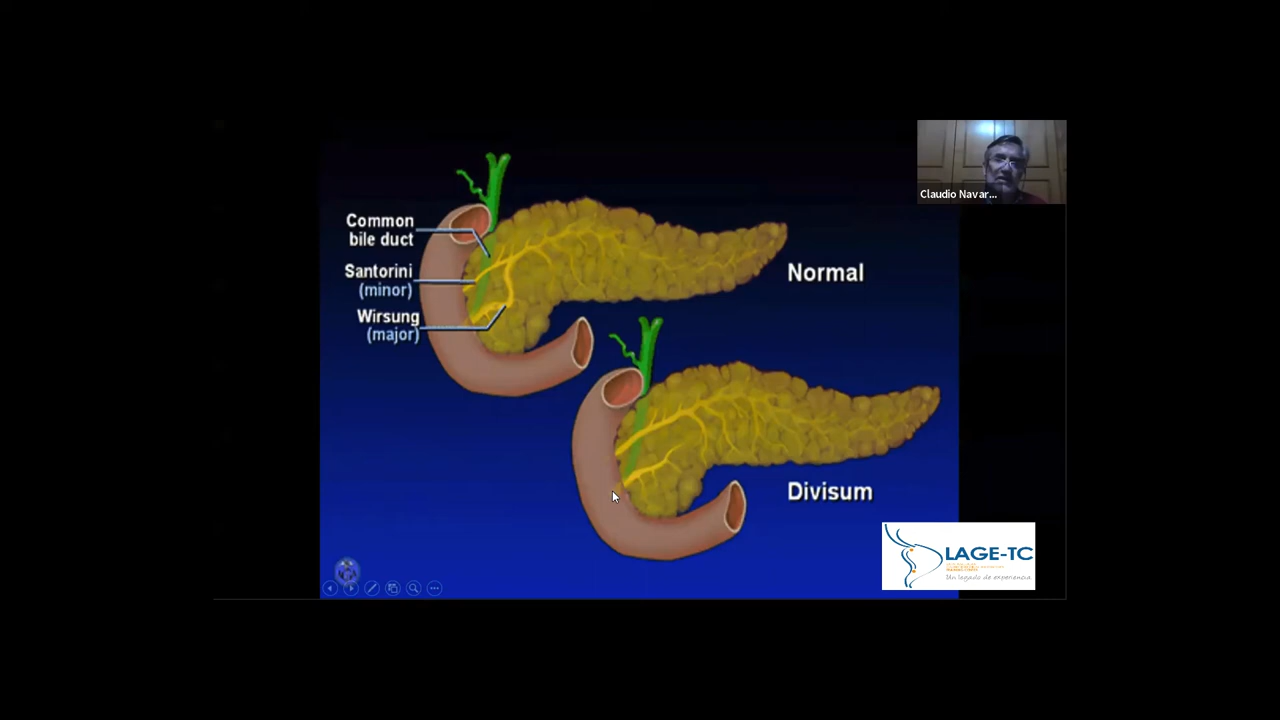 Claudio Navar...
Common
bile duct
Santorini
(minor)
Wirsung
(major)
Normal
Divisum
LAGE-TC
Un legado de experiencia